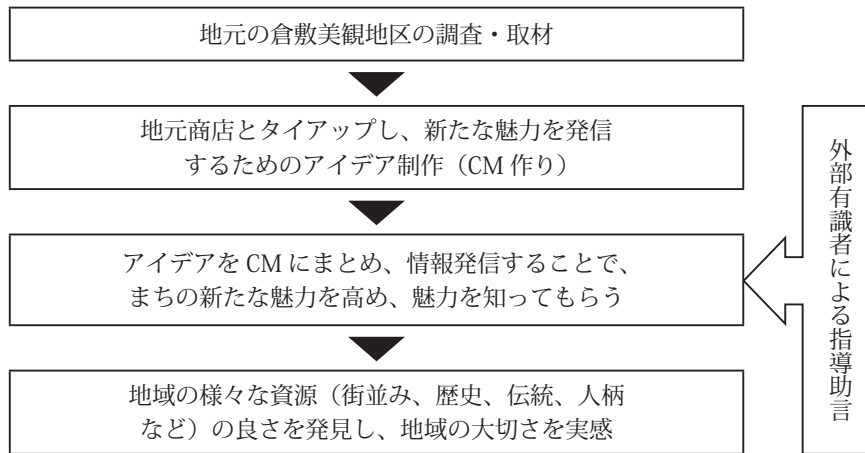 地元の倉敷美観地区の調査・取材
地元商店とタイアップし、新たな魅力を発信
するためのアイデア制作（CM 作り）
アイデアを CM にまとめ、情報発信することで、
まちの新たな魅力を高め、魅力を知ってもらう
地域の様々な資源（街並み、歴史、伝統、人柄
など）の良さを発見し、地域の大切さを実感
外部有識者による指導助言